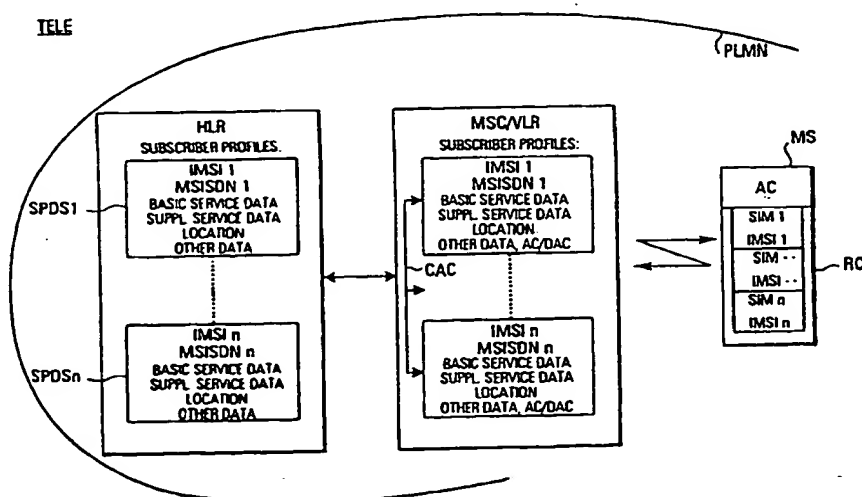 TELE
PLMN
HLR
SUBSCRIBER PROFILES.
IMSI 1
MSISDN 1
BASIC SERVICE DATA
SUPPL. SERVICE DATA
LOCATION
OTHER DATA
SPDS1
IMSI n
MSISDN n
BASIC SERVICE DATA
SUPPL. SERVICE DATA
LOCATION
OTHER DATA
SPDSn
MSC/VLR
SUBSCRIBER PROFILES:
IMSI 1
MSISDN 1
BASIC SERVICE DATA
SUPPL. SERVICE DATA
LOCATION
OTHER DATA, AC/DAC
CAC
IMSI n
MSISDN n
BASIC SERVICE DATA
SUPPL. SERVICE DATA
LOCATION
OTHER DATA, AC/DAC
MS
AC
SIM 1
IMSI 1
SIM --
IMSI --
SIM n
IMSI n